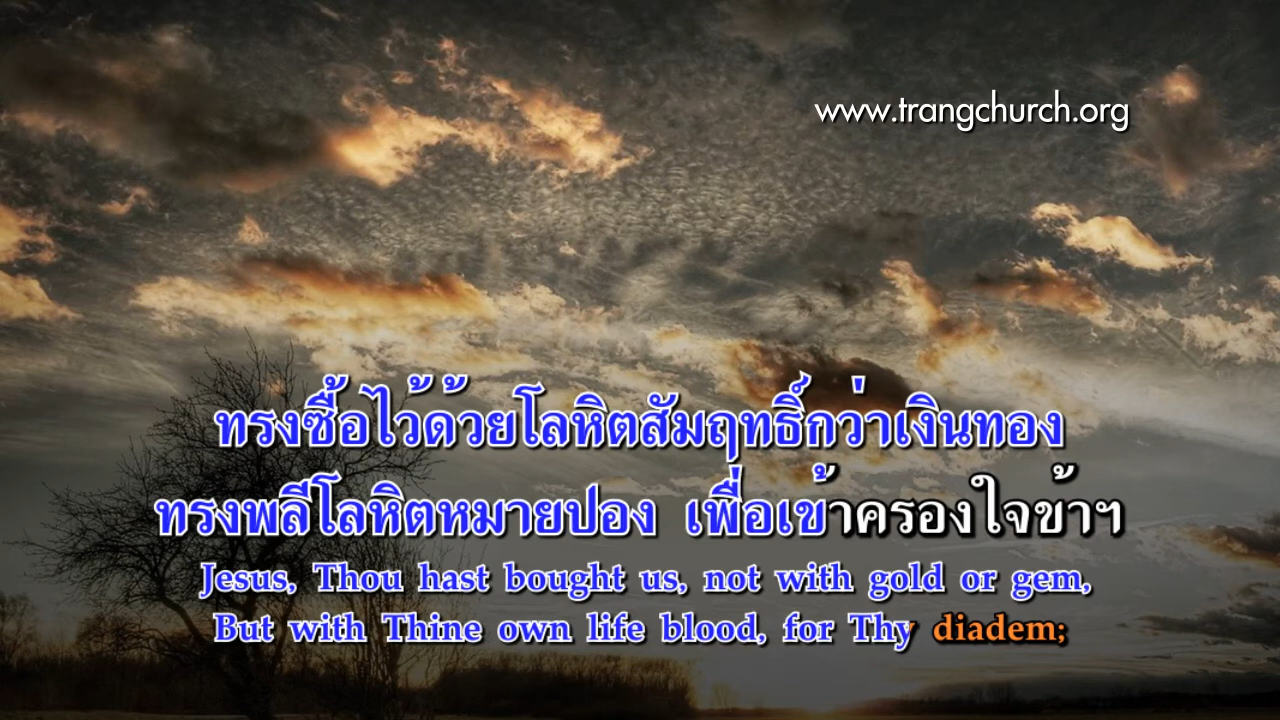 www.trangchurch.org
ทรงซื้อไว้ด้วยโลหิตสัมฤทธิ์กว่าเงินทอง
ทรงพลีโลหิตหมายปอง เพื่อเข้าครองใจข้าฯ
Jesus, Thou hast bought us, not with gold or gem,
But with Thine own life blood, for Thy diadem;